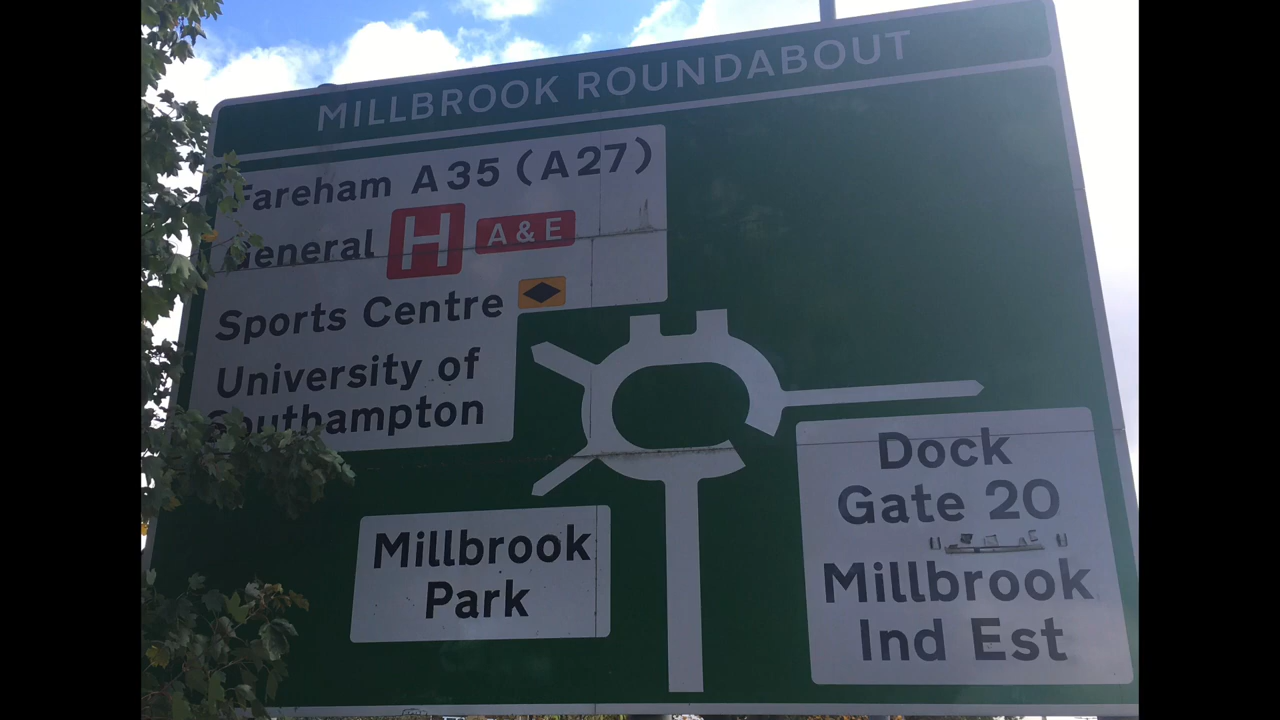 MILLBROOK ROUNDABOUT
Fareham A35 (A27)
General H A & E
Sports Centre
University of
Southampton
Millbrook
Park
Dock
Gate 20
Millbrook
Ind Est